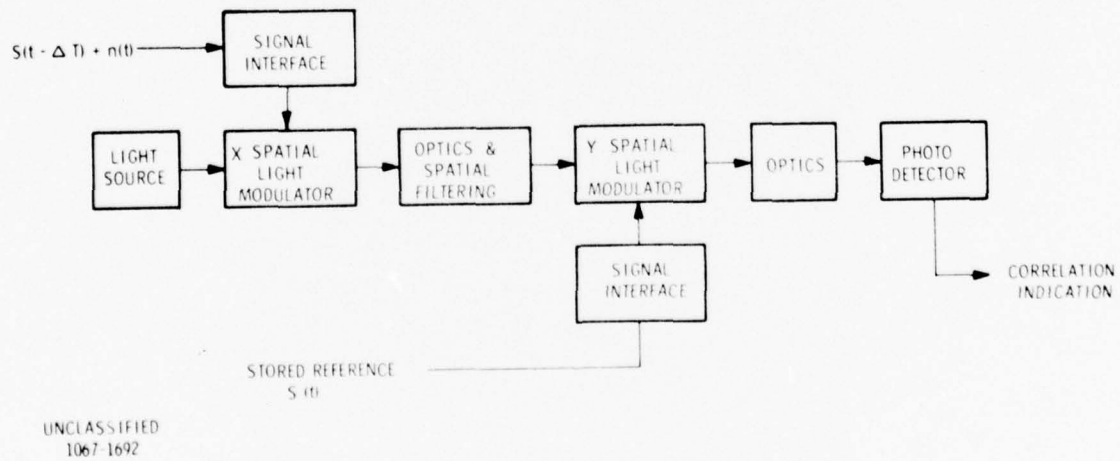 S(t - Δ T) + n(t)
SIGNAL
INTERFACE
LIGHT
SOURCE
X SPATIAL
LIGHT
MODULATOR
OPTICS &
SPATIAL
FILTERING
Y SPATIAL
LIGHT
MODULATOR
OPTICS
PHOTO
DETECTOR
SIGNAL
INTERFACE
CORRELATION
INDICATION
STORED REFERENCE
S (t)
UNCLASSIFIED
1067-1692